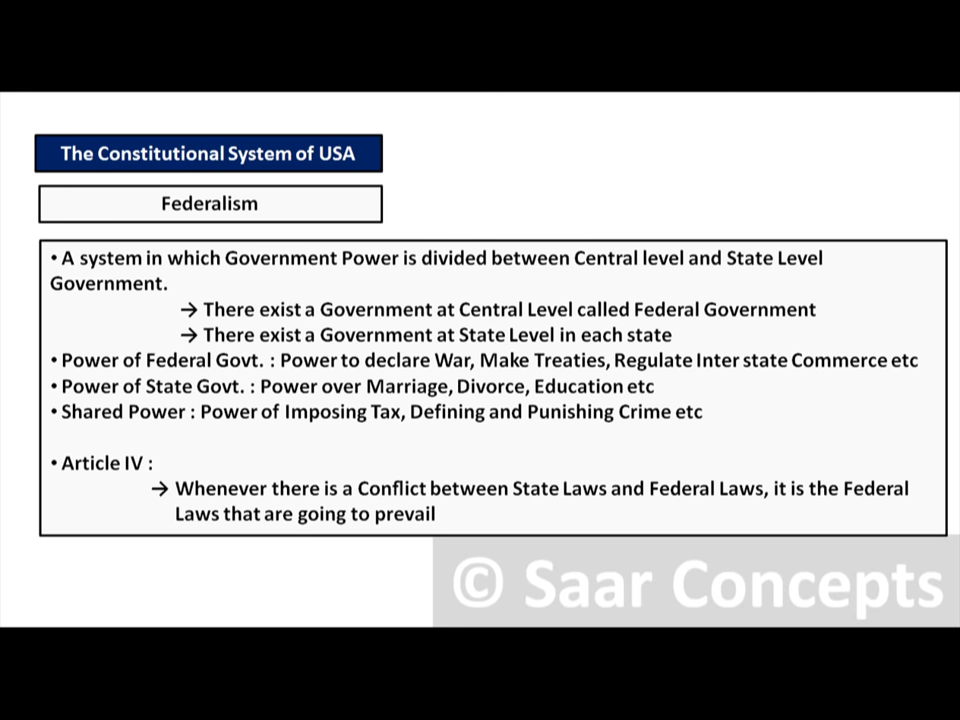 The Constitutional System of USA
Federalism
• A system in which Government Power is divided between Central level and State Level
Government.
→ There exist a Government at Central Level called Federal Government
→ There exist a Government at State Level in each state
• Power of Federal Govt. : Power to declare War, Make Treaties, Regulate Inter state Commerce etc
• Power of State Govt. : Power over Marriage, Divorce, Education etc
• Shared Power : Power of Imposing Tax, Defining and Punishing Crime etc
• Article IV :
→ Whenever there is a Conflict between State Laws and Federal Laws, it is the Federal
Laws that are going to prevail
© Saar Concepts